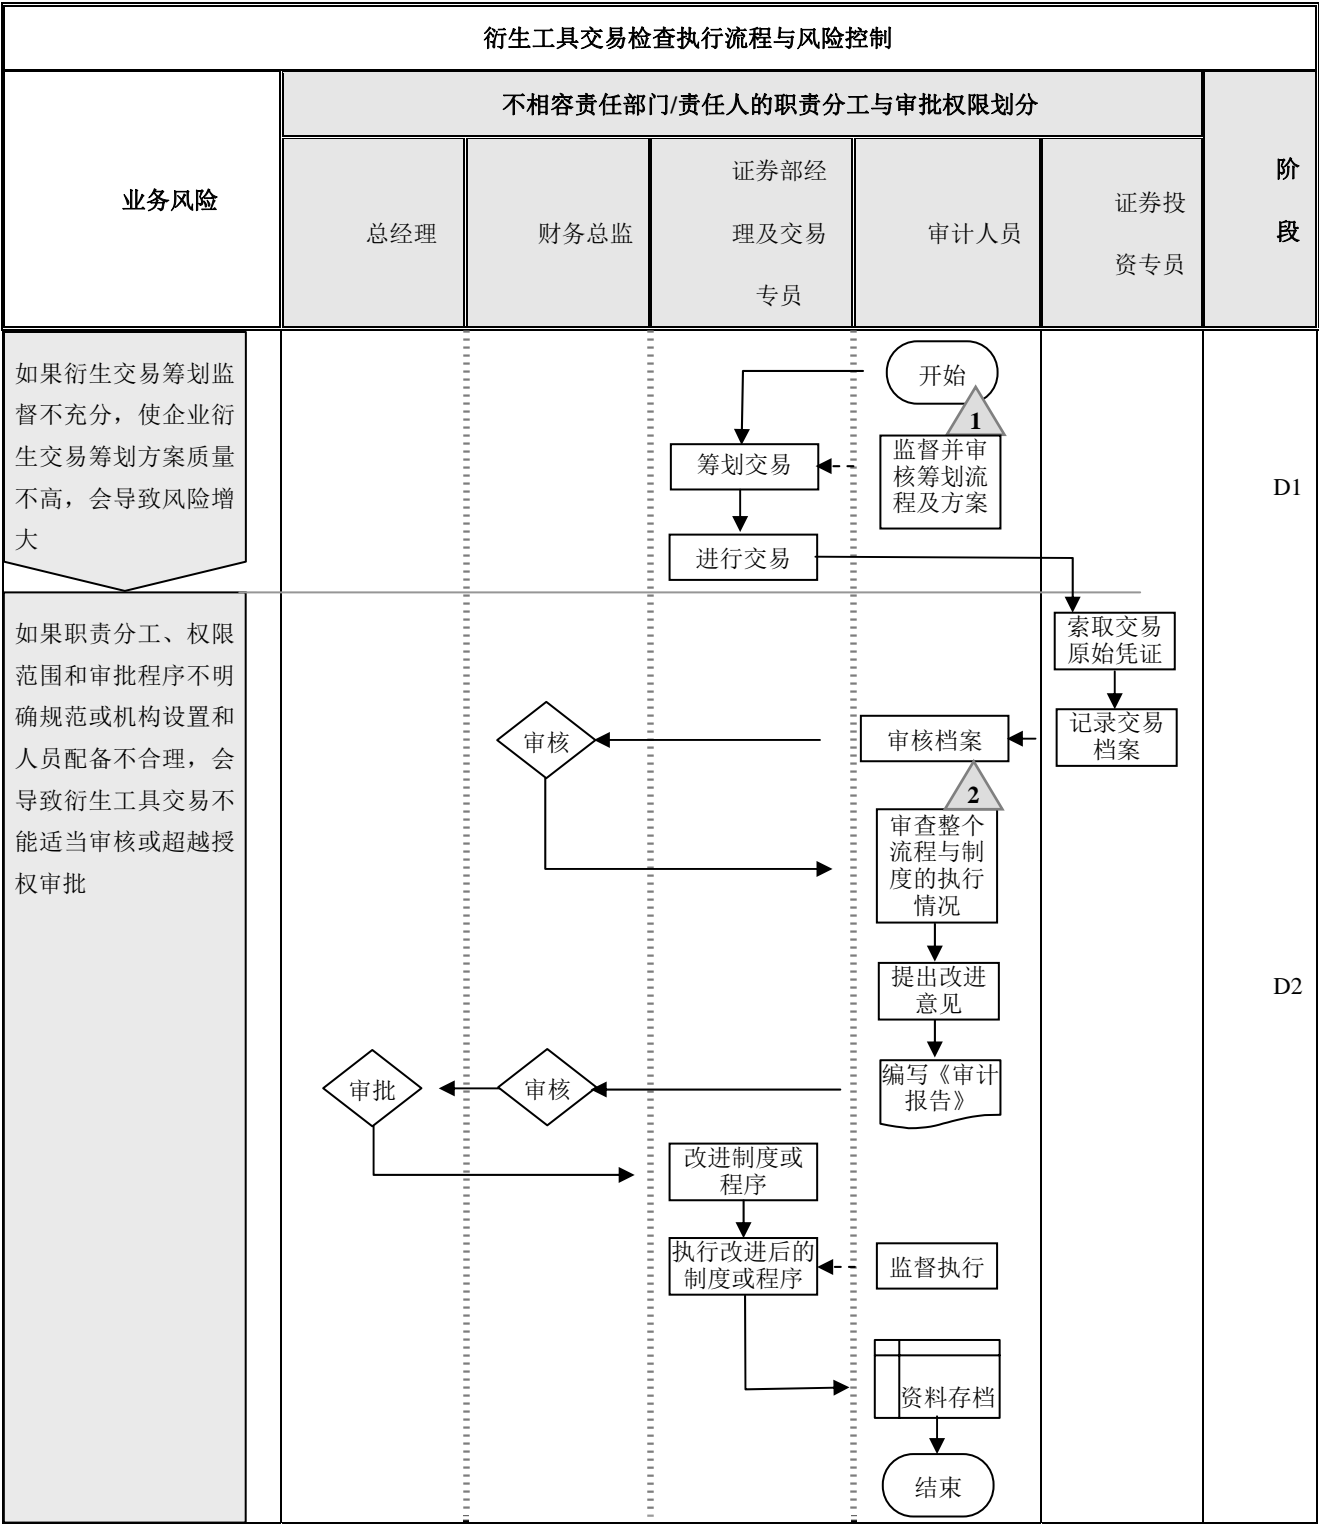 衍生工具交易检查执行流程与风险控制
业务风险
不相容责任部门/责任人的职责分工与审批权限划分
阶
段
总经理
财务总监
证券部经
理及交易
专员
审计人员
证券投
资专员
如果衍生交易筹划监
督不充分，使企业衍
生交易筹划方案质量
不高，会导致风险增
大
开始
1
筹划交易
监督并审
核筹划流
程及方案
D1
进行交易
如果职责分工、权限
范围和审批程序不明
确规范或机构设置和
人员配备不合理，会
导致衍生工具交易不
能适当审核或超越授
权审批
索取交易
原始凭证
审核
审核档案
记录交易
档案
2
审查整个
流程与制
度的执行
情况
提出改进
意见
D2
审批
审核
编写《审计
报告》
改进制度或
程序
执行改进后的
制度或程序
监督执行
资料存档
结束